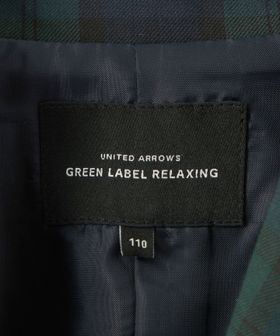 UNITED ARROWS
GREEN LABEL RELAXING
110